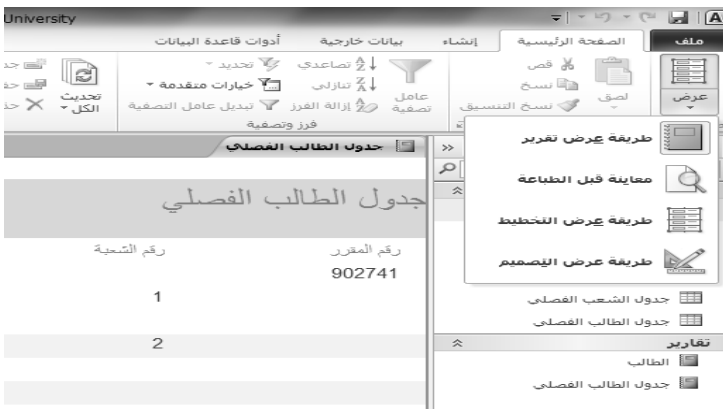 University
ملف الصفحة الرئيسية إنشاء بيانات خارجية أدوات قاعدة البيانات
عرض
لصق
قص
نسخ
نسخ التنسيق
عامل تصفية
تصاعدي
تنازلي
إزالة الفرز
تحديد
خيارات متقدمة
تبديل عامل التصفية
فرز وتصفية
تحديث الكل
طريقة عرض تقرير
معاينة قبل الطباعة
طريقة عرض التخطيط
طريقة عرض التصميم
جدول الشعب الفصلي
جدول الطالب الفصلي
تقارير
الطالب
جدول الطالب الفصلي
جدول الطالب الفصلي
جدول الطالب الفصلي
رقم المقرر رقم الشعبة
902741
1
2